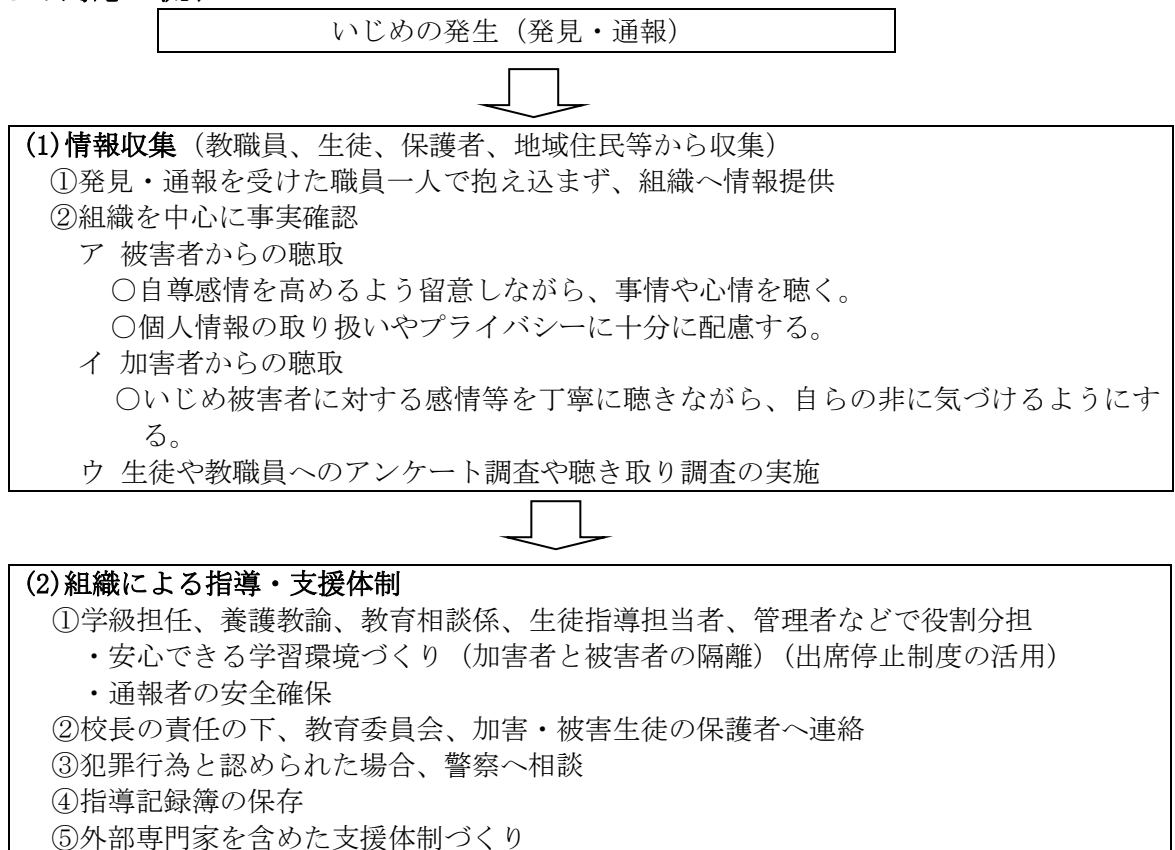 いじめの発生（発見・通報）
(1)情報収集（教職員、生徒、保護者、地域住民等から収集）
①発見・通報を受けた職員一人で抱え込まず、組織へ情報提供
②組織を中心に事実確認
ア 被害者からの聴取
○自尊感情を高めるよう留意しながら、事情や心情を聴く。
○個人情報の取り扱いやプライバシーに十分に配慮する。
イ 加害者からの聴取
○いじめ被害者に対する感情等を丁寧に聴きながら、自らの非に気づけるようにす
る。
ウ 生徒や教職員へのアンケート調査や聴き取り調査の実施
(2)組織による指導・支援体制
①学級担任、養護教諭、教育相談係、生徒指導担当者、管理者などで役割分担
・安心できる学習環境づくり（加害者と被害者の隔離）（出席停止制度の活用）
・通報者の安全確保
②校長の責任の下、教育委員会、加害・被害生徒の保護者へ連絡
③犯罪行為と認められた場合、警察へ相談
④指導記録簿の保存
⑤外部専門家を含めた支援体制づくり